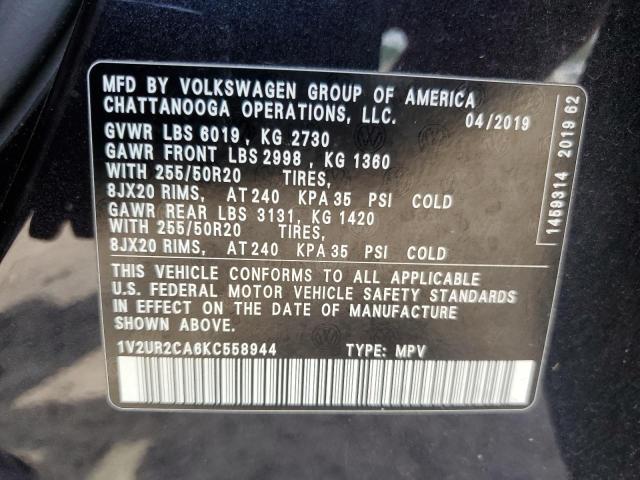 MFD BY VOLKSWAGEN GROUP OF AMERICA
CHATTANOOGA OPERATIONS, LLC. 04/2019
GVWR LBS 6019, KG 2730
GAWR FRONT LBS 2998, KG 1360
WITH 255/50R20 TIRES,
8JX20 RIMS, AT 240 KPA 35 PSI COLD
GAWR REAR LBS 3131, KG 1420
WITH 255/50R20 TIRES,
8JX20 RIMS, AT 240 KPA 35 PSI COLD
THIS VEHICLE CONFORMS TO ALL APPLICABLE
U.S. FEDERAL MOTOR VEHICLE SAFETY STANDARDS
IN EFFECT ON THE DATE OF MANUFACTURE
SHOWN ABOVE.
1V2UR2CA6KC558944 TYPE: MPV
1459314 2019 62